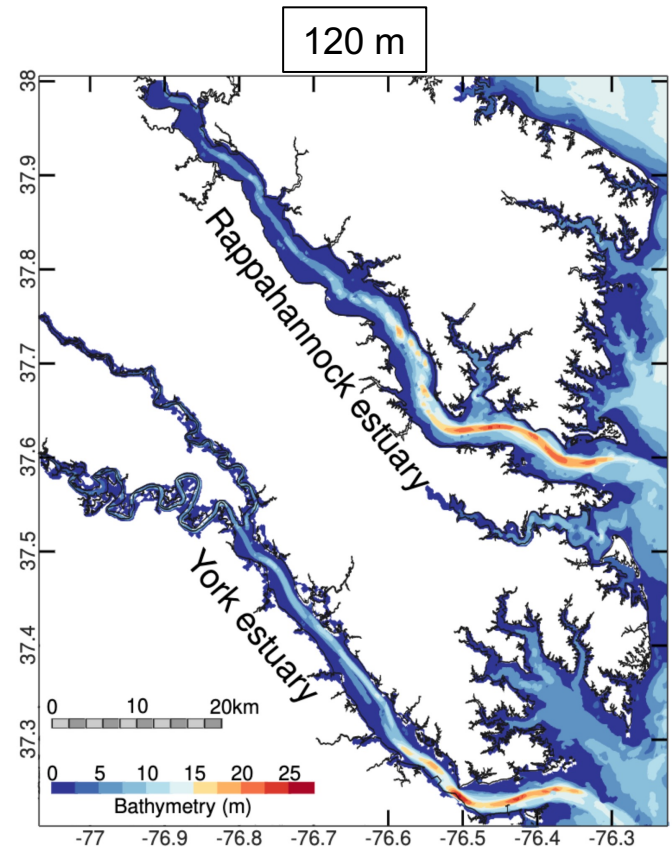 120 m
38
37.9
37.8
37.7
37.6
37.5
37.4
37.3
Rappahannock estuary
York estuary
0 10 20km
0 5 10 15 20 25
Bathymetry (m)
-77 -76.9 -76.8 -76.7 -76.6 -76.5 -76.4 -76.3